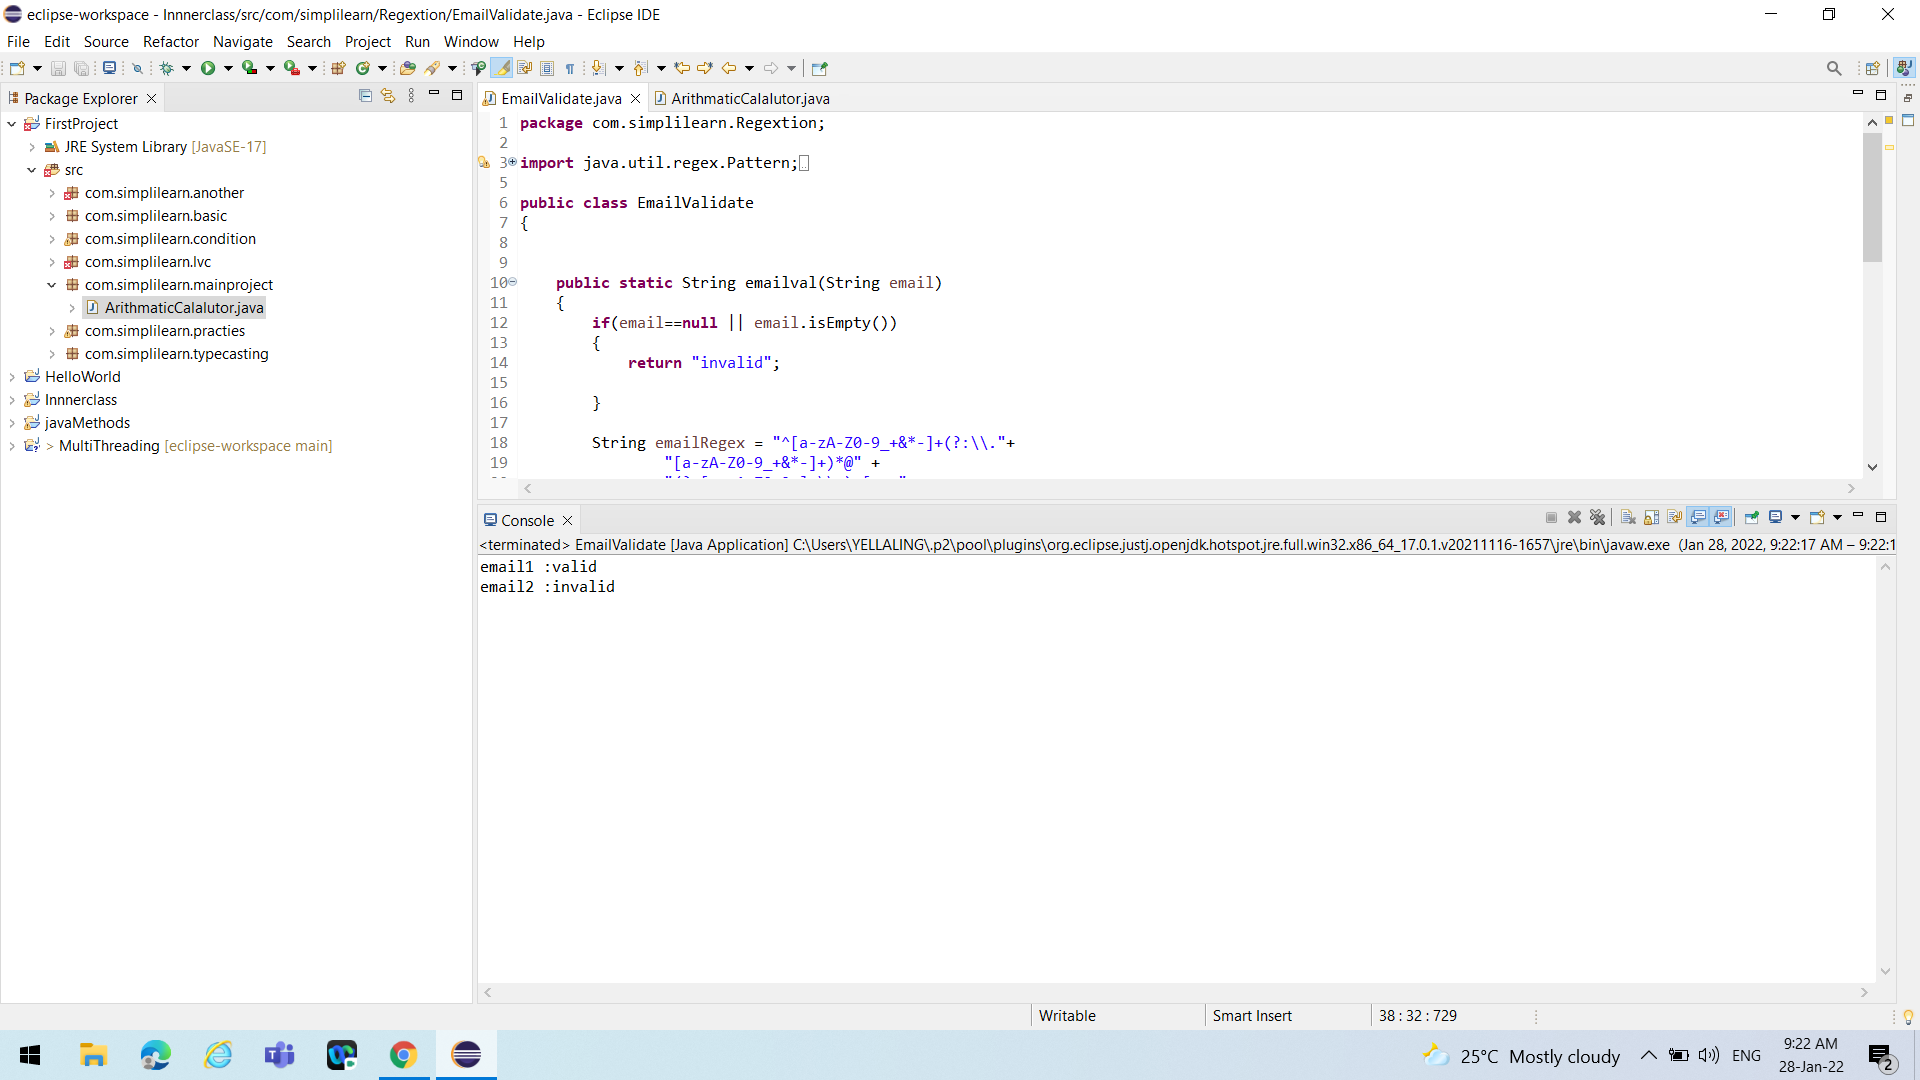 eclipse-workspace - Innnerclass/src/com/simplilearn/Regextion/EmailValidate.java - Eclipse IDE
File Edit Source Refactor Navigate Search Project Run Window Help
Package Explorer
FirstProject
JRE System Library [JavaSE-17]
src
com.simplilearn.another
com.simplilearn.basic
com.simplilearn.condition
com.simplilearn.lvc
com.simplilearn.mainproject
ArithmaticCalalutor.java
com.simplilearn.practies
com.simplilearn.typecasting
HelloWorld
Innnerclass
javaMethods
> MultiThreading [eclipse-workspace main]
EmailValidate.java ArithmaticCalalutor.java
1 package com.simplilearn.Regextion;
2
3 import java.util.regex.Pattern;
5
6 public class EmailValidate
7 {
8
9
10 public static String emailval(String email)
11 {
12 if(email==null || email.isEmpty())
13 {
14 return "invalid";
15
16 }
17
18 String emailRegex = "^[a-zA-Z0-9_+&*-]+(?:\\."+
19 "[a-zA-Z0-9_+&*-]+)*@" +
Console
<terminated> EmailValidate [Java Application] C:\Users\YELLALING\.p2\pool\plugins\org.eclipse.justj.openjdk.hotspot.jre.full.win32.x86_64_17.0.1.v20211116-1657\jre\bin\javaw.exe (Jan 28, 2022, 9:22:17 AM – 9:22:1
email1 :valid
email2 :invalid
Writable Smart Insert 38 : 32 : 729
25°C Mostly cloudy ENG 9:22 AM
28-Jan-22
2